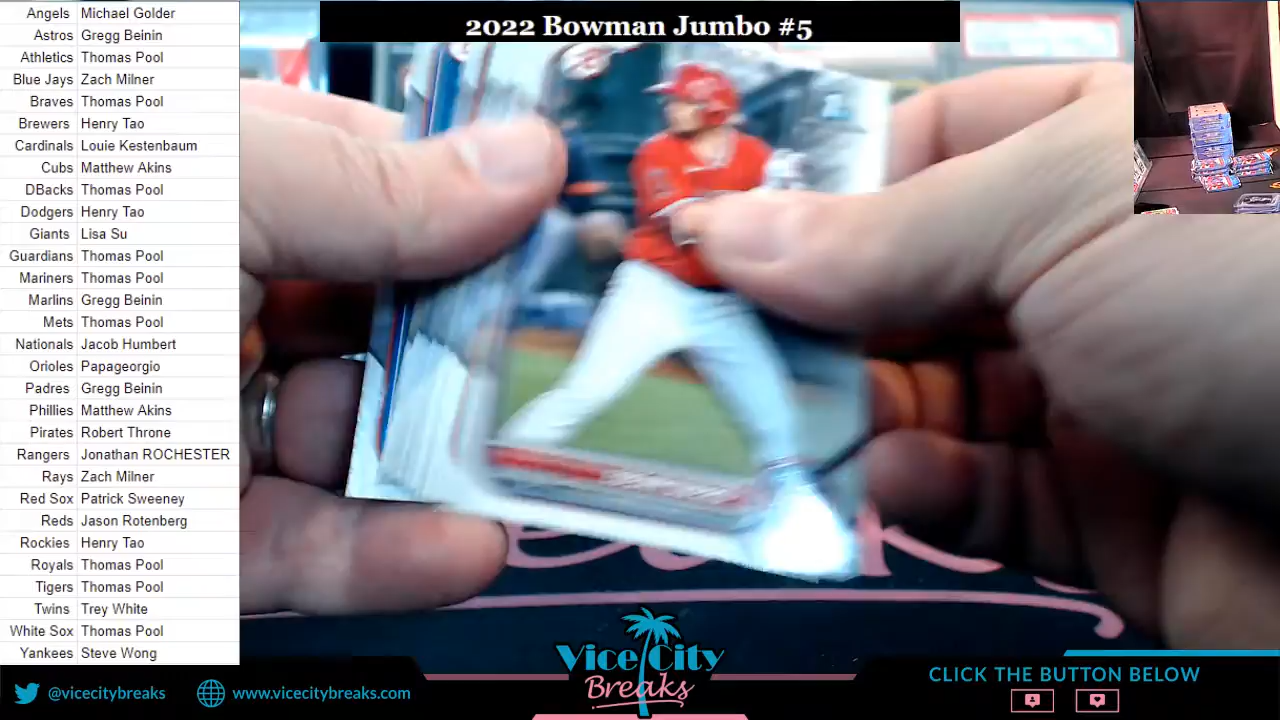 2022 Bowman Jumbo #5
Angels Michael Golder
Astros Gregg Beinin
Athletics Thomas Pool
Blue Jays Zach Milner
Braves Thomas Pool
Brewers Henry Tao
Cardinals Louie Kestenbaum
Cubs Matthew Akins
DBacks Thomas Pool
Dodgers Henry Tao
Giants Lisa Su
Guardians Thomas Pool
Mariners Thomas Pool
Marlins Gregg Beinin
Mets Thomas Pool
Nationals Jacob Humbert
Orioles Papageorgio
Padres Gregg Beinin
Phillies Matthew Akins
Pirates Robert Throne
Rangers Jonathan ROCHESTER
Rays Zach Milner
Red Sox Patrick Sweeney
Reds Jason Rotenberg
Rockies Henry Tao
Royals Thomas Pool
Tigers Thomas Pool
Twins Trey White
White Sox Thomas Pool
Yankees Steve Wong
@vicecitybreaks
www.vicecitybreaks.com
Vice City
Breaks
CLICK THE BUTTON BELOW